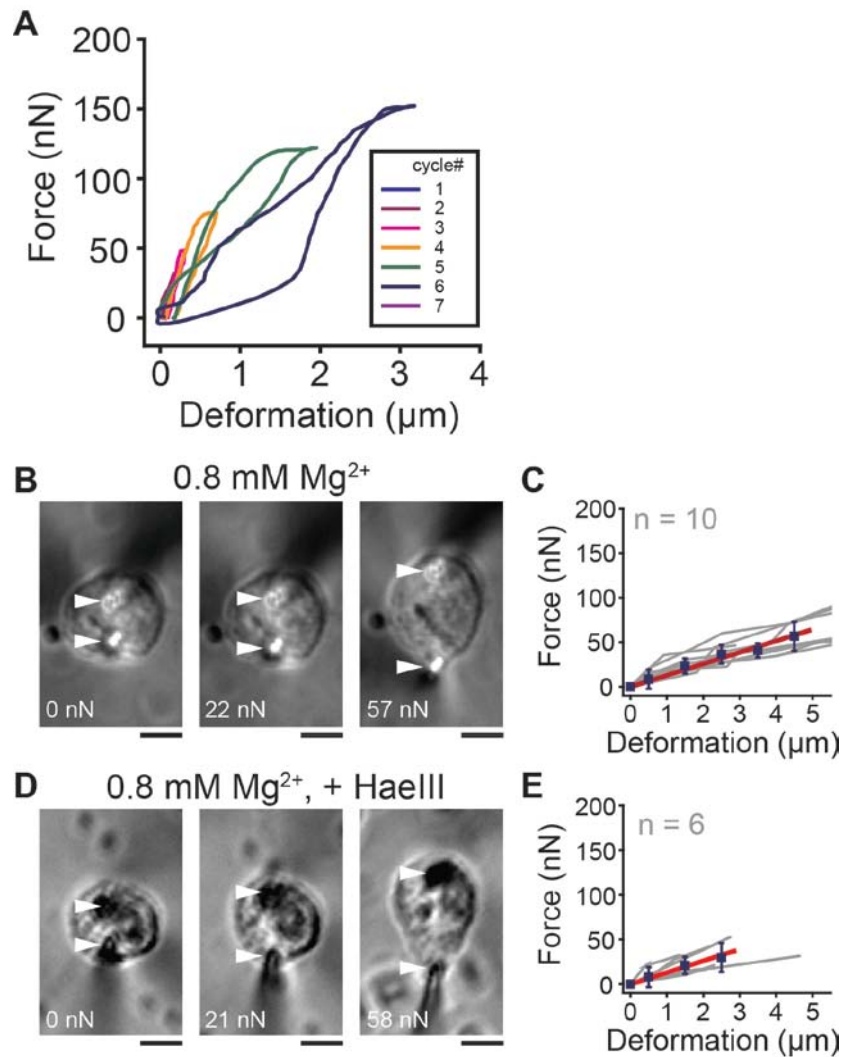 A
Force (nN)
200
150
100
50
0
cycle#
1
2
3
4
5
6
7
0 1 2 3 4
Deformation (µm)
B 0.8 mM Mg²⁺
0 nN
22 nN
57 nN
C
n = 10
Force (nN)
200
150
100
50
0
0 1 2 3 4 5
Deformation (µm)
D 0.8 mM Mg²⁺, + HaeIII
0 nN
21 nN
58 nN
E
n = 6
Force (nN)
200
150
100
50
0
0 1 2 3 4 5
Deformation (µm)